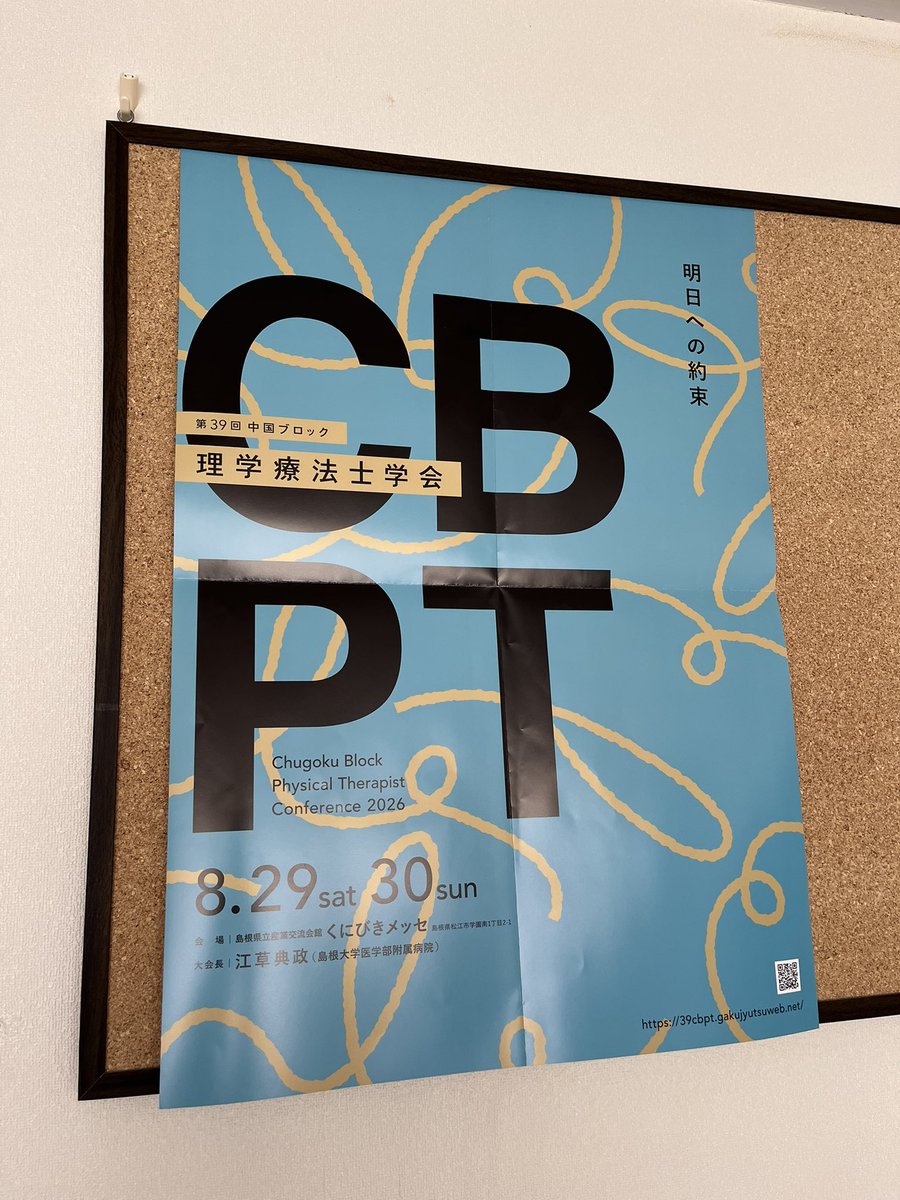 CB
PT
明日への約束
第39回 中国ブロック
理学療法士学会
Chugoku Block
Physical Therapist
Conference 2026
8.29sat 30sun
会 場 | 島根県立産業交流会館 くにびきメッセ 島根県松江市学園南1丁目2-1
大会長 | 江草典政（島根大学医学部附属病院）
https://39cbpt.gakujyutsuweb.net/